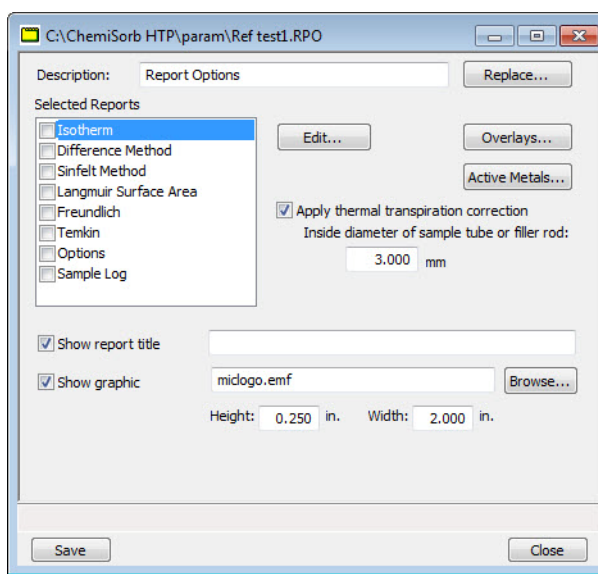 C:\ChemiSorb HTP\param\Ref test1.RPO
Description: Report Options Replace...
Selected Reports
Isotherm
Difference Method
Sinfelt Method
Langmuir Surface Area
Freundlich
Temkin
Options
Sample Log
Edit... Overlays...
Active Metals...
Apply thermal transpiration correction
Inside diameter of sample tube or filler rod:
3.000 mm
Show report title
Show graphic miclogo.emf Browse...
Height: 0.250 in. Width: 2.000 in.
Save Close